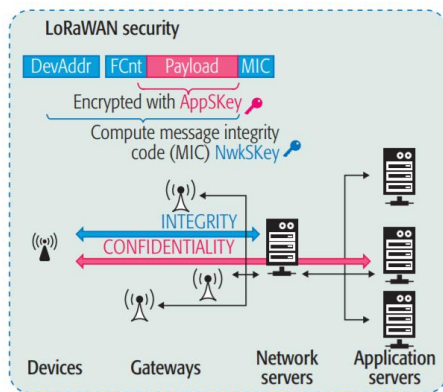 LoRaWAN security
DevAddr FCnt Payload MIC
Encrypted with AppSKey
Compute message integrity
code (MIC) NwkSKey
INTEGRITY
CONFIDENTIALITY
Devices Gateways Network servers Application servers